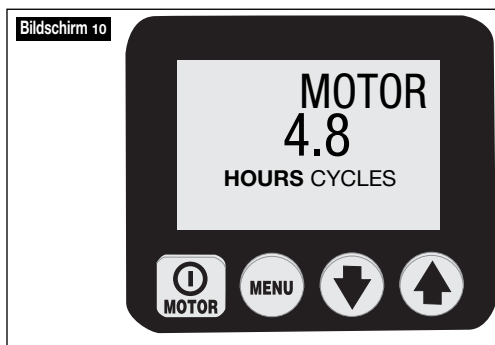 Bildschirm 10
MOTOR
4.8
HOURS CYCLES
MOTOR
MENU